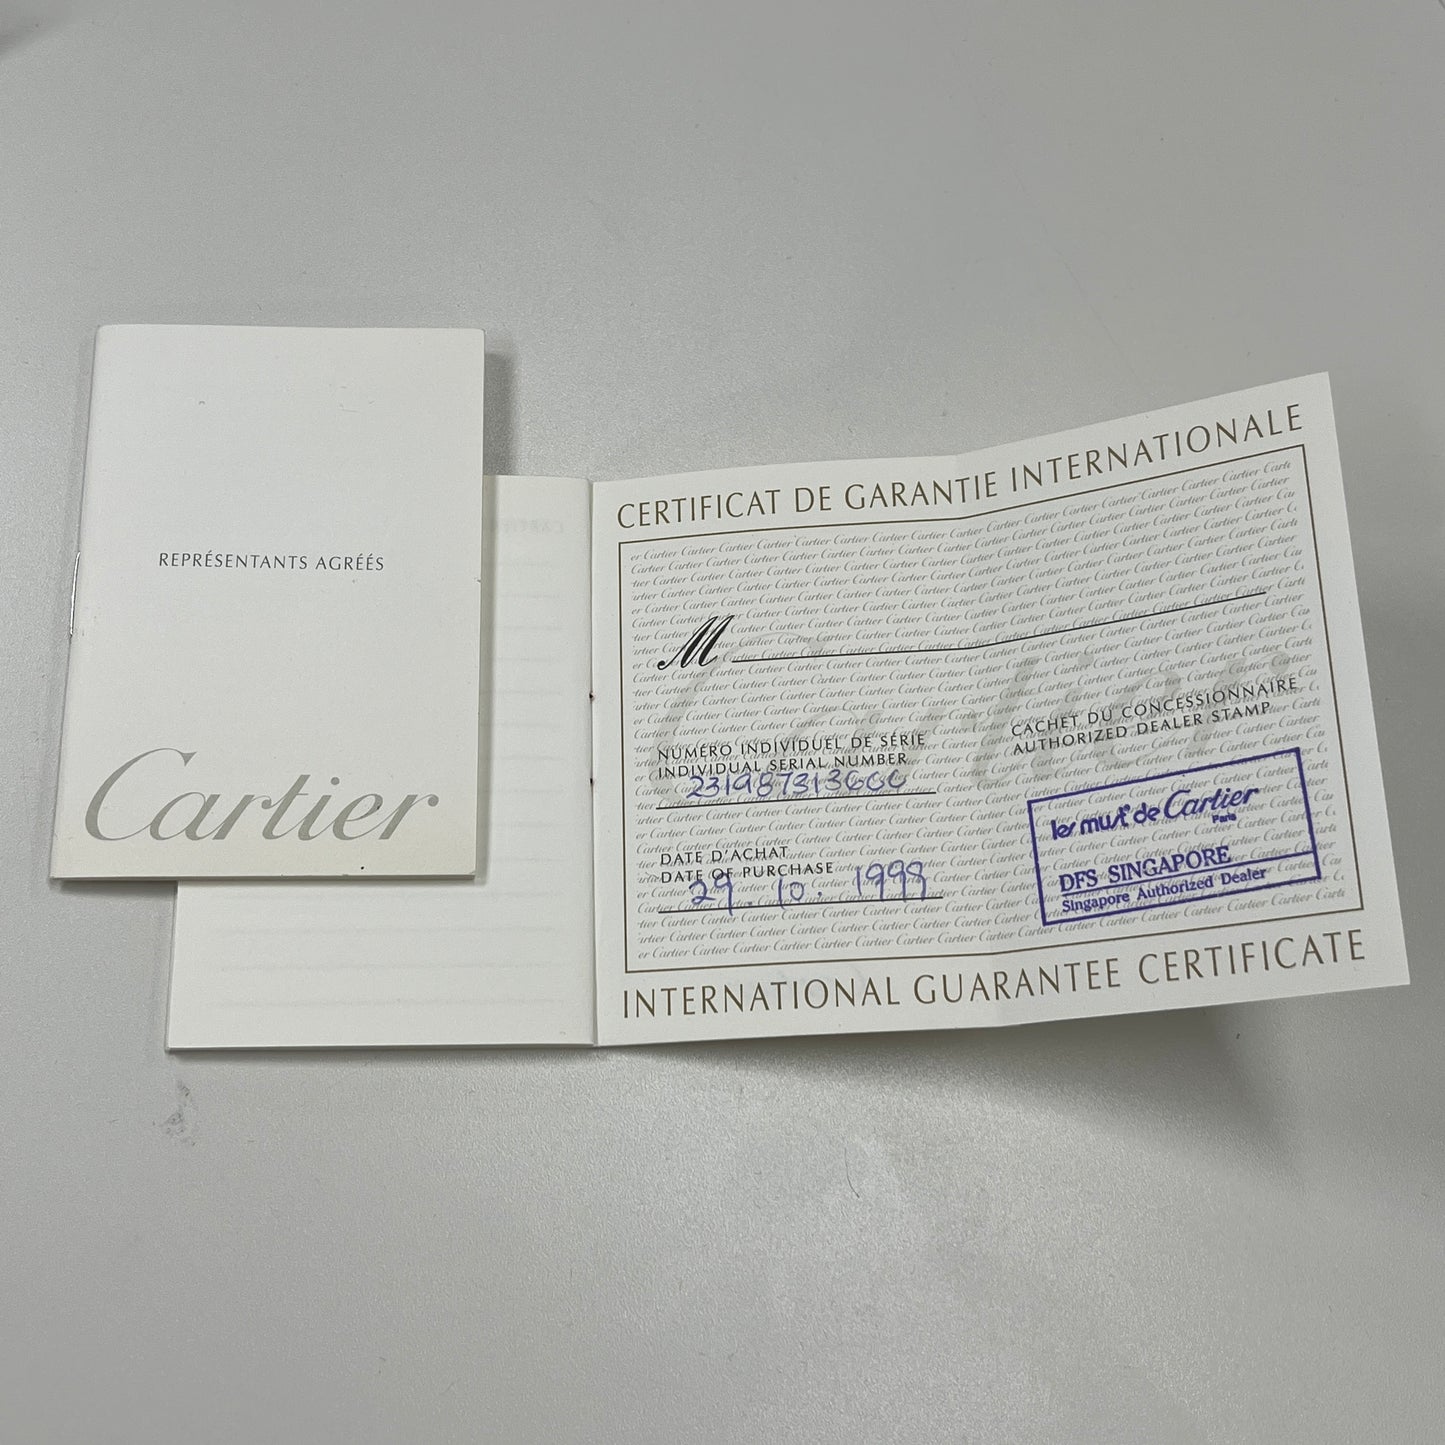 REPRÉSENTANTS AGRÉÉS
Cartier
CERTIFICAT DE GARANTIE INTERNATIONALE
M
NUMÉRO INDIVIDUEL DE SÉRIE
INDIVIDUAL SERIAL NUMBER
CACHET DU CONCESSIONNAIRE
AUTHORIZED DEALER STAMP
DATE D'ACHAT
DATE OF PURCHASE
29.10.1999
les must de Cartier
Paris
DFS SINGAPORE
Singapore Authorized Dealer
INTERNATIONAL GUARANTEE CERTIFICATE